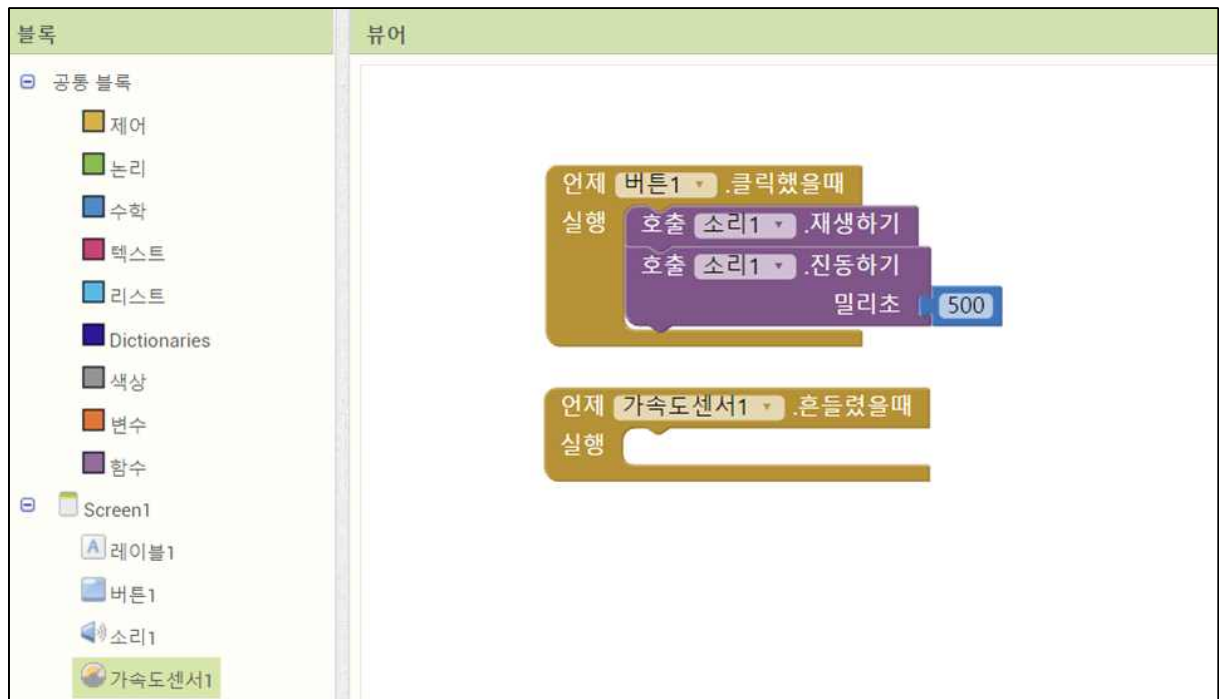 블록
공통 블록
제어
논리
수학
텍스트
리스트
Dictionaries
색상
변수
함수
Screen1
레이블1
버튼1
소리1
가속도센서1
뷰어
언제 버튼1 .클릭했을때
실행 호출 소리1 .재생하기
호출 소리1 .진동하기
밀리초 500
언제 가속도센서1 .흔들렸을때
실행